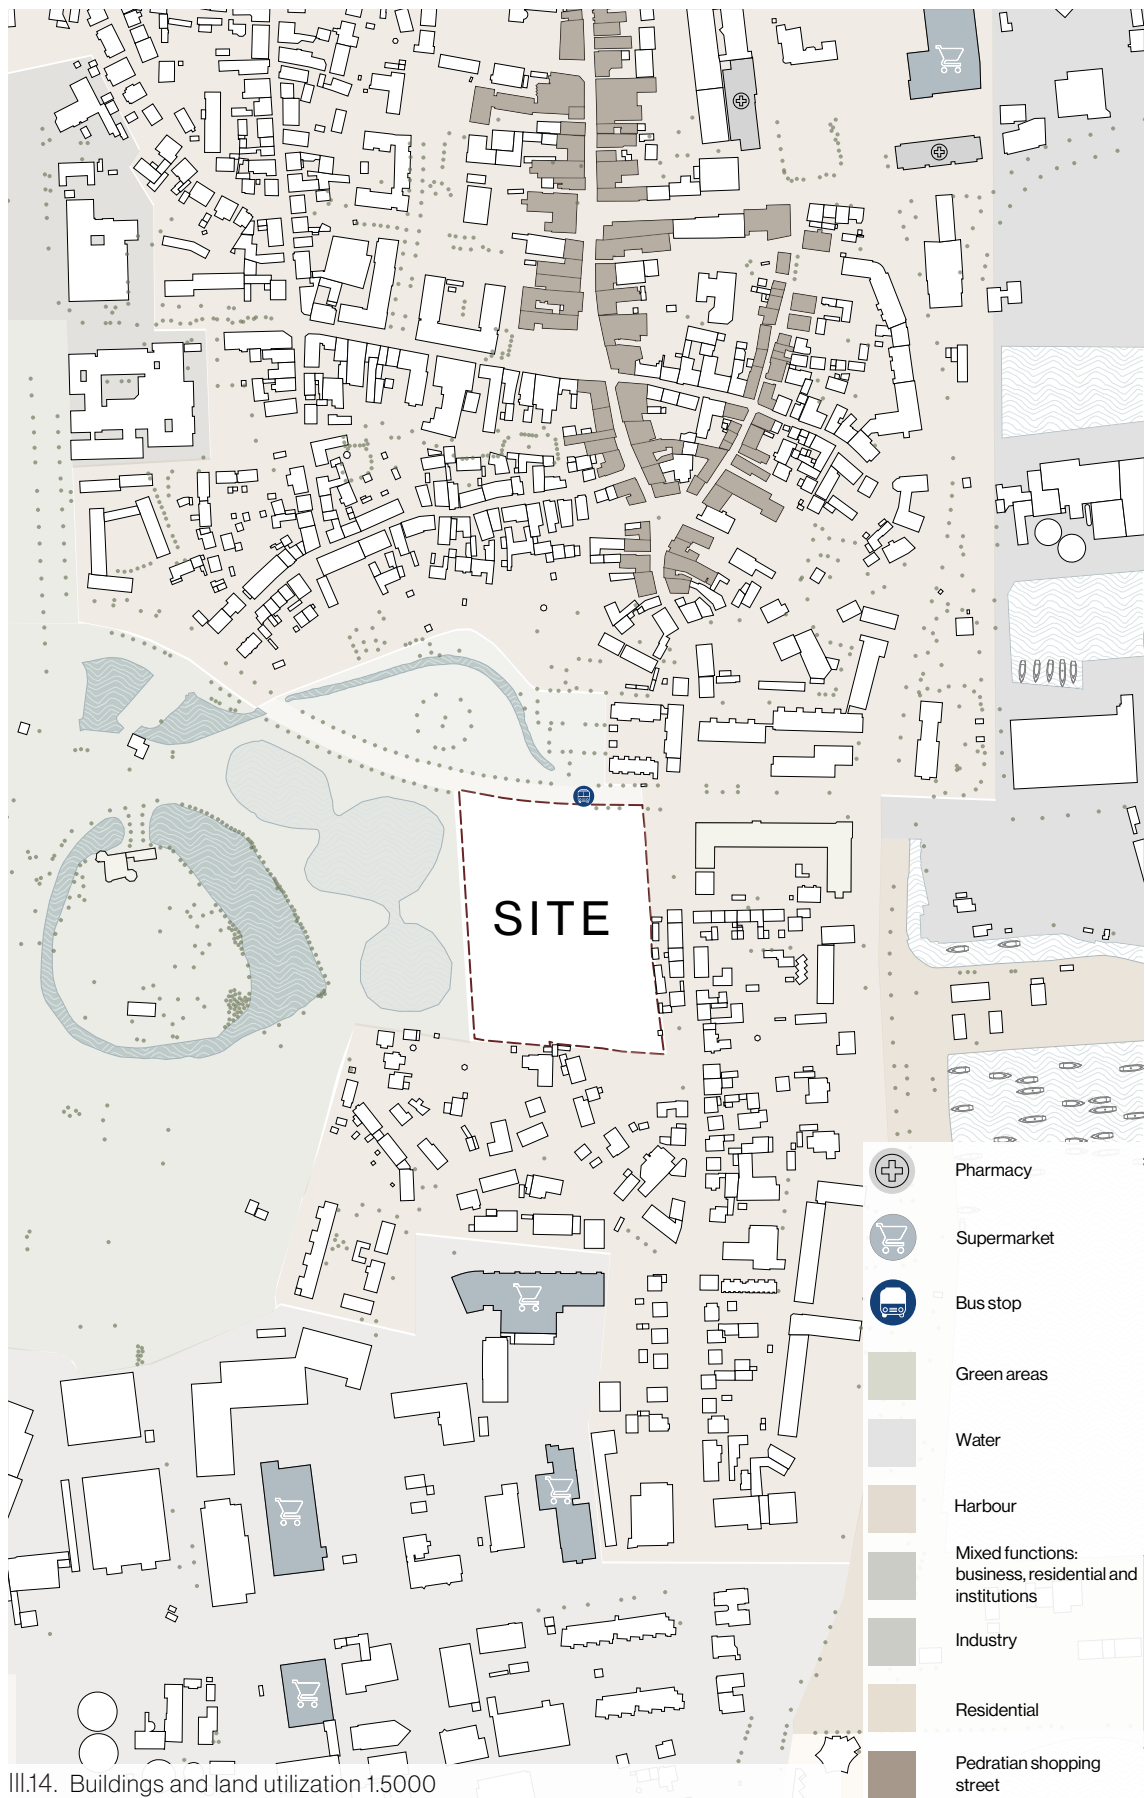 SITE
Pharmacy
Supermarket
Bus stop
Green areas
Water
Harbour
Mixed functions:
business, residential and
institutions
Industry
Residential
Pedratian shopping
street
III.14. Buildings and land utilization 1:5000